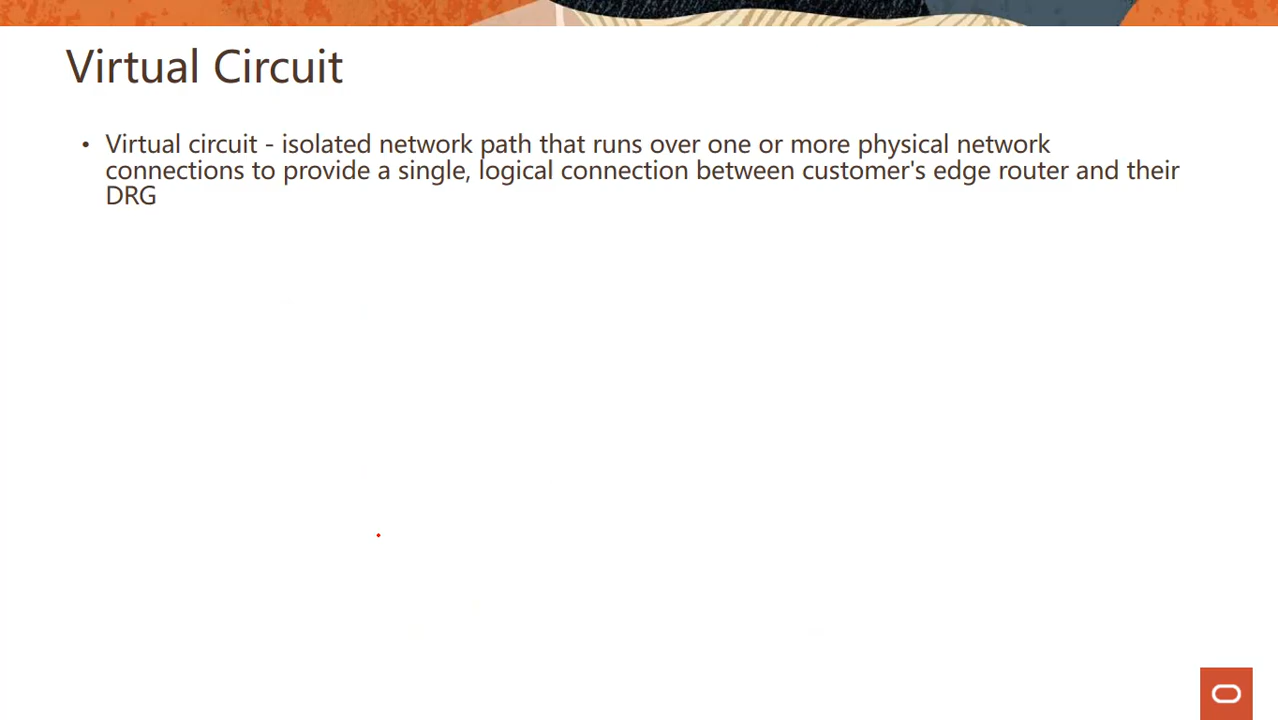 Virtual Circuit
• Virtual circuit - isolated network path that runs over one or more physical network
connections to provide a single, logical connection between customer's edge router and their
DRG